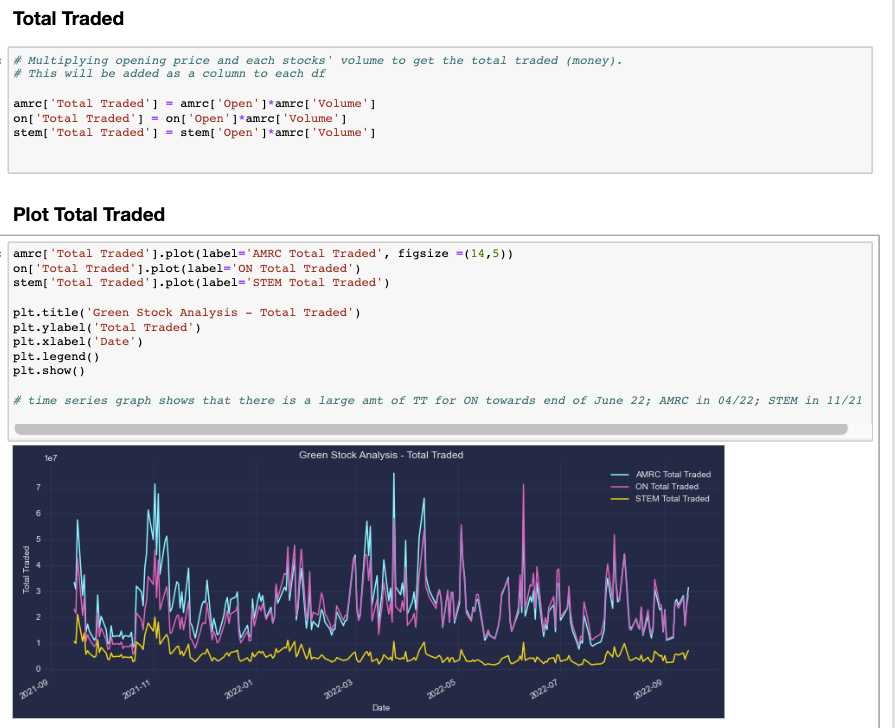 Total Traded
# Multiplying opening price and each stocks' volume to get the total traded (money).
# This will be added as a column to each df
amrc['Total Traded'] = amrc['Open']*amrc['Volume']
on['Total Traded'] = on['Open']*amrc['Volume']
stem['Total Traded'] = stem['Open']*amrc['Volume']
Plot Total Traded
amrc['Total Traded'].plot(label='AMRC Total Traded', figsize =(14,5))
on['Total Traded'].plot(label='ON Total Traded')
stem['Total Traded'].plot(label='STEM Total Traded')
plt.title('Green Stock Analysis - Total Traded')
plt.ylabel('Total Traded')
plt.xlabel('Date')
plt.legend()
plt.show()
# time series graph shows that there is a large amt of TT for ON towards end of June 22; AMRC in 04/22; STEM in 11/21
Green Stock Analysis - Total Traded
1e7
AMRC Total Traded
ON Total Traded
STEM Total Traded
7
6
5
4
3
2
1
0
Total Traded
2021-09
2021-11
2022-01
2022-03
2022-05
2022-07
2022-09
Date